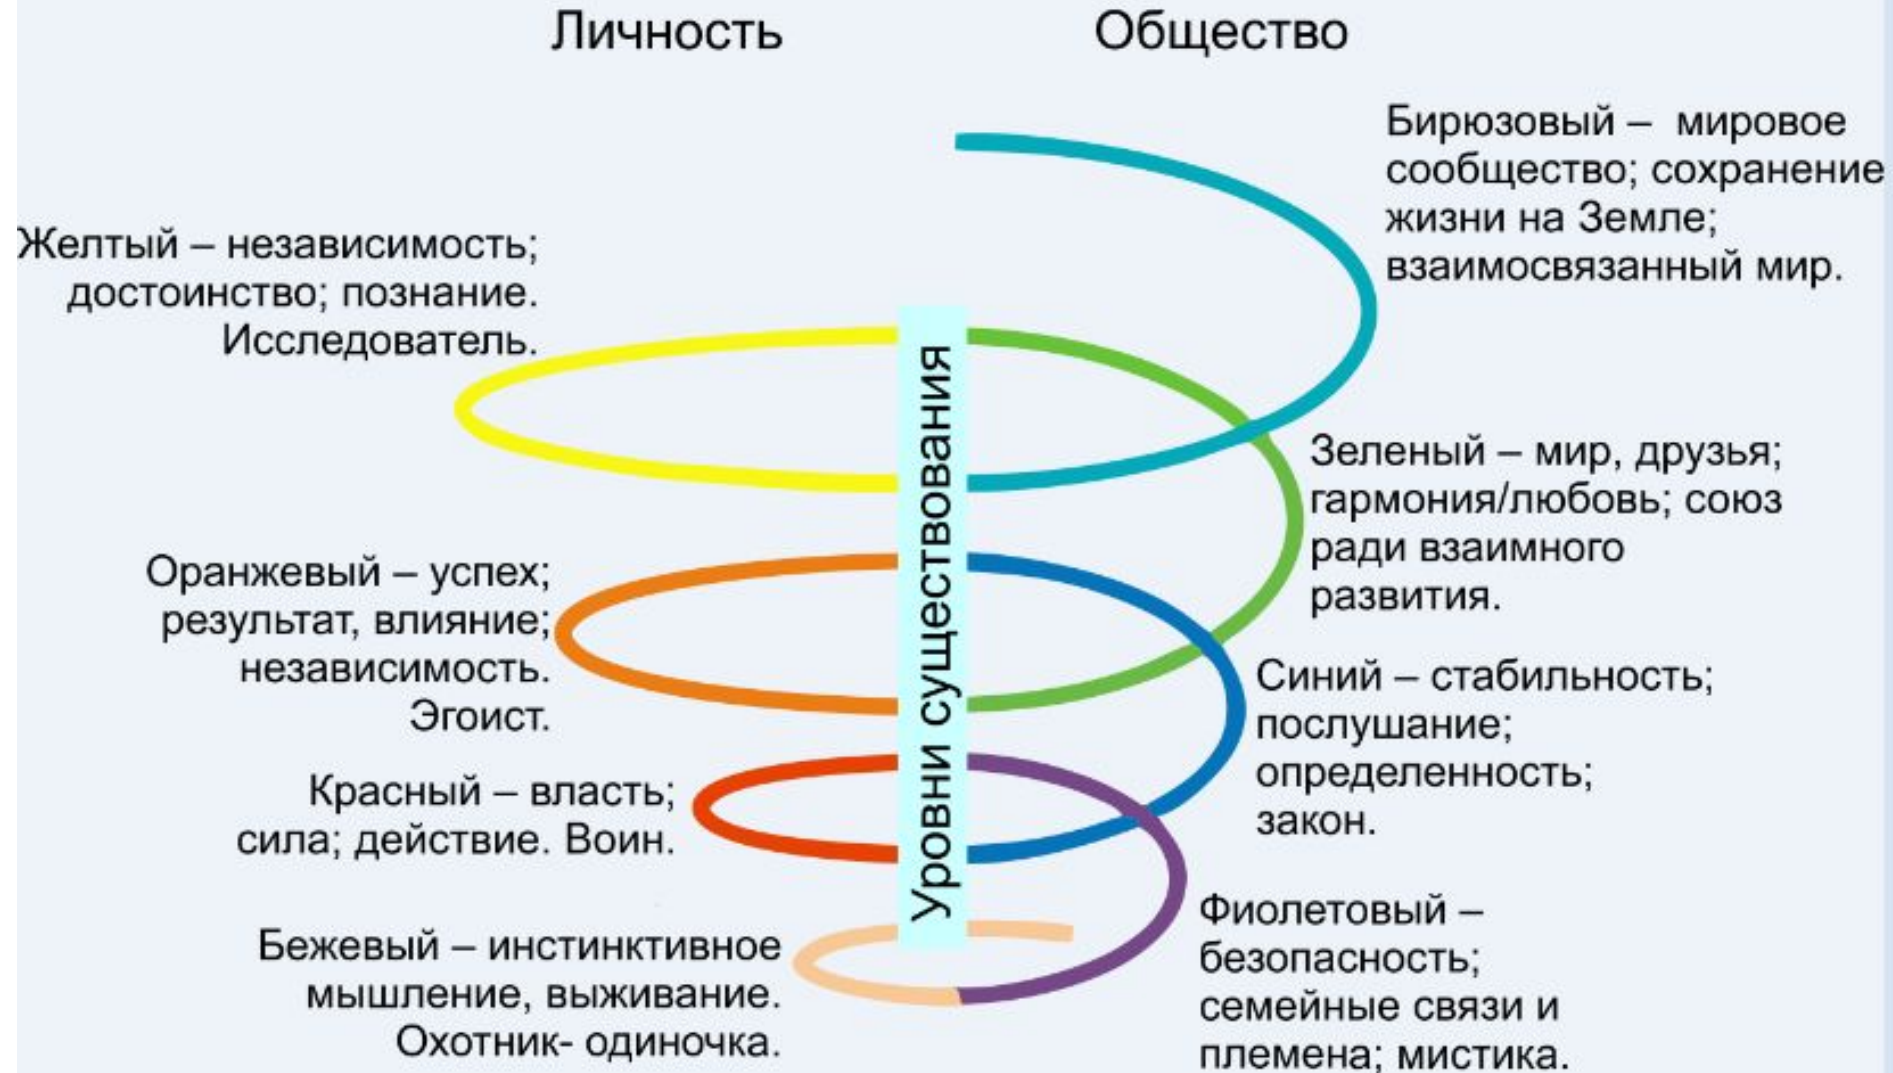 Личность
Общество
Бирюзовый – мировое
сообщество; сохранение
жизни на Земле;
взаимосвязанный мир.
Желтый – независимость;
достоинство; познание.
Исследователь.
Уровни существования
Зеленый – мир, друзья;
гармония/любовь; союз
ради взаимного
развития.
Оранжевый – успех;
результат, влияние;
независимость.
Эгоист.
Синий – стабильность;
послушание;
определенность;
закон.
Красный – власть;
сила; действие. Воин.
Фиолетовый –
безопасность;
семейные связи и
племена; мистика.
Бежевый – инстинктивное
мышление, выживание.
Охотник- одиночка.